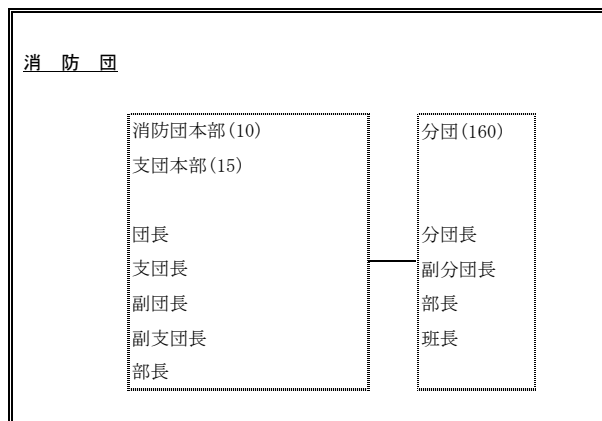 消 防 団
消防団本部(10)
支団本部(15)
団長
支団長
副団長
副支団長
部長
分団(160)
分団長
副分団長
部長
班長